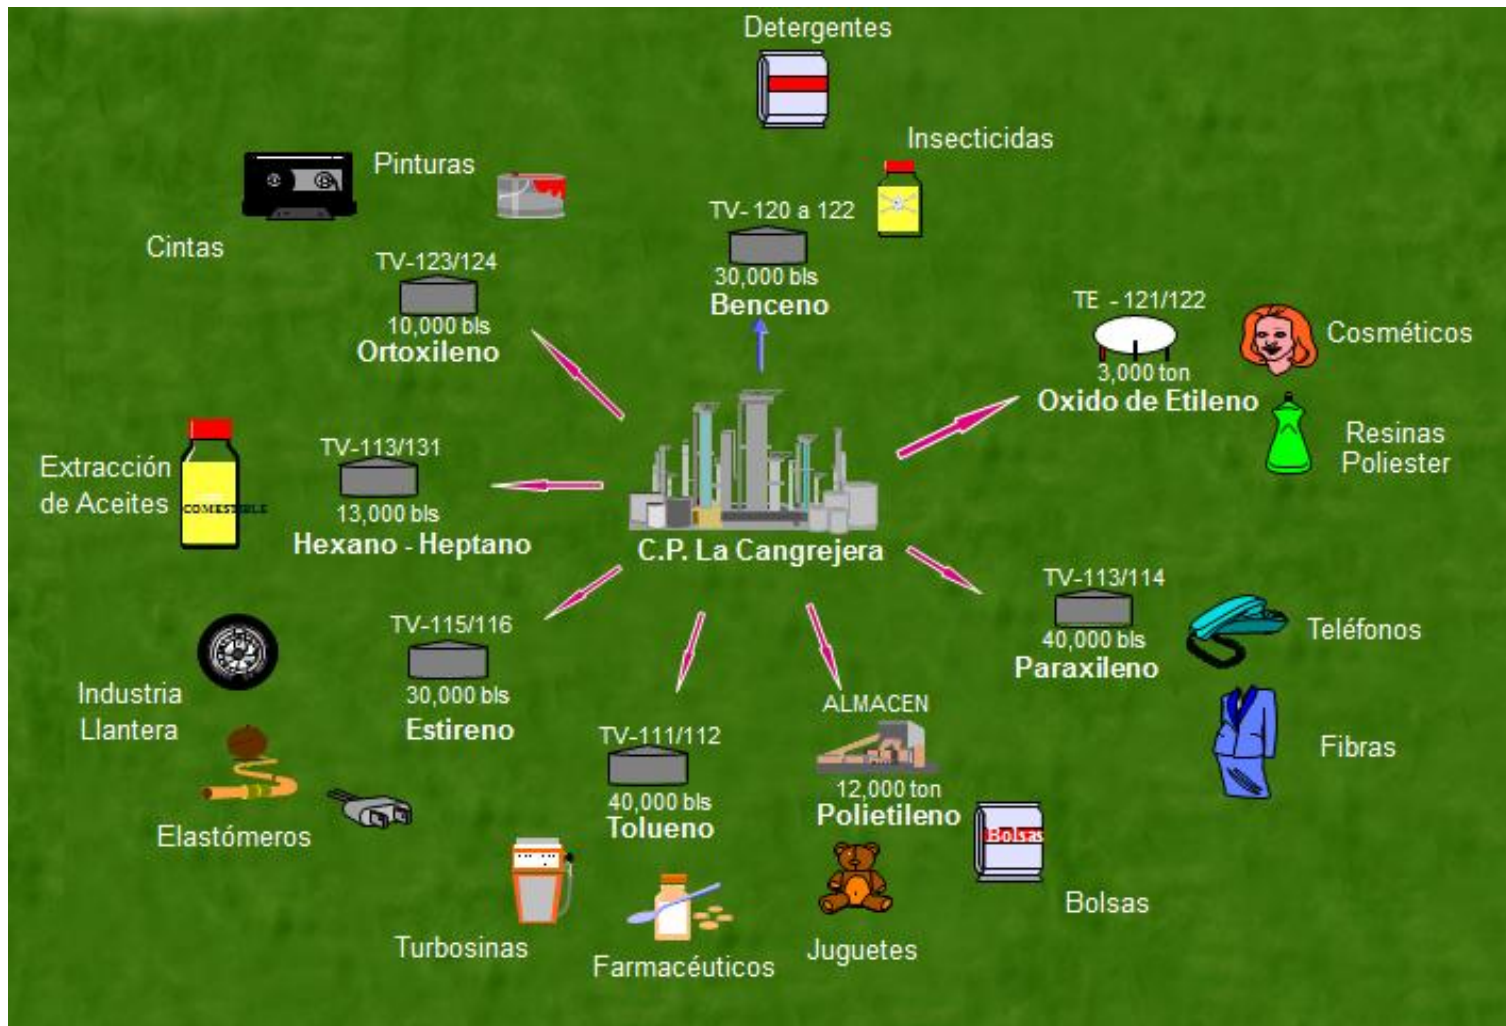 Detergentes
Insecticidas
TV- 120 a 122
30,000 bls
Benceno
Pinturas
Cintas
TV-123/124
10,000 bls
Ortoxileno
TE - 121/122
3,000 ton
Oxido de Etileno
Cosméticos
Resinas
Poliester
Extracción
de Aceites
COMESTIBLE
TV-113/131
13,000 bls
Hexano - Heptano
C.P. La Cangrejera
TV-113/114
40,000 bls
Paraxileno
Teléfonos
Fibras
Industria
Llantera
TV-115/116
30,000 bls
Estireno
Elastómeros
TV-111/112
40,000 bls
Tolueno
Turbosinas
Farmacéuticos
ALMACEN
12,000 ton
Polietileno
Juguetes
Bolsas
Bolsas